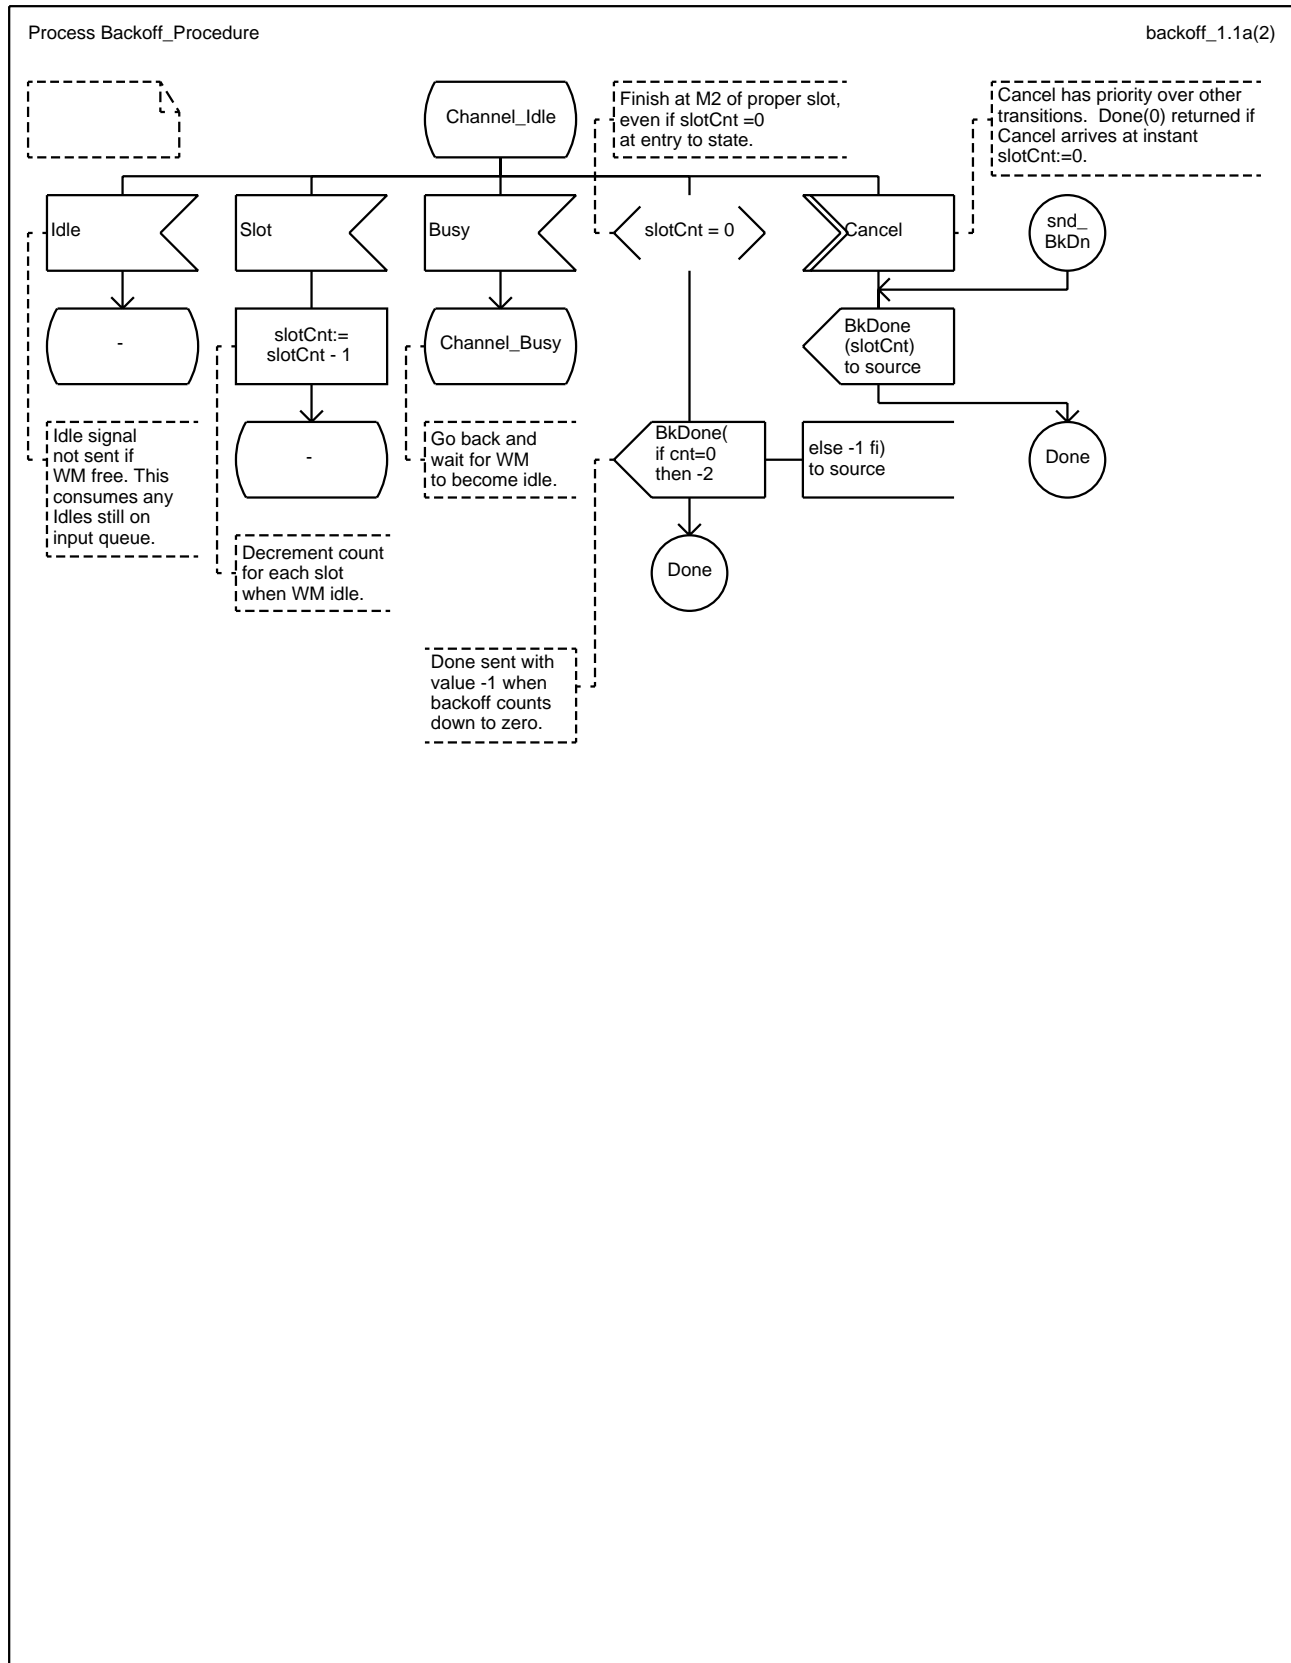 Process Backoff_Procedure
backoff_1.1a(2)
Channel_Idle
Finish at M2 of proper slot,
even if slotCnt =0
at entry to state.
Cancel has priority over other
transitions.  Done(0) returned if
Cancel arrives at instant
slotCnt:=0.
Idle
Slot
Busy
slotCnt = 0
Cancel
snd_
BkDn
-
slotCnt:=
slotCnt - 1
Channel_Busy
BkDone
(slotCnt)
to source
Idle signal
not sent if
WM free. This
consumes any
Idles still on
input queue.
-
Go back and
wait for WM
to become idle.
BkDone(
if cnt=0
then -2
else -1 fi)
to source
Done
Decrement count
for each slot
when WM idle.
Done
Done sent with
value -1 when
backoff counts
down to zero.